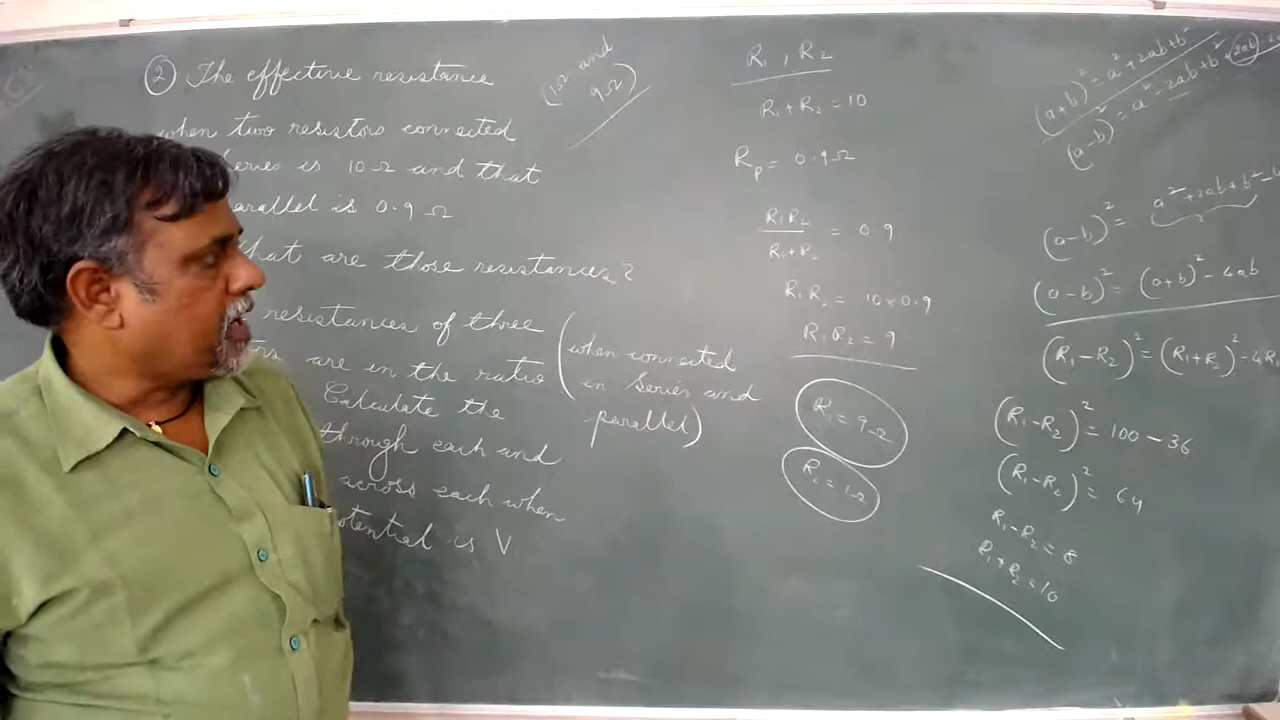 ② The effective resistance
when two resistors connected
Series is 10 Ω and that
arallel is 0.9 Ω
hat are those resistances?
resistances of three
are in the ratio
Calculate the
through each and
across each when
otential is V
(when connected
in Series and
parallel)
(1Ω and
9Ω)
R₁, R₂
R₁ + R₂ = 10
Rp = 0.9 Ω
R₁R₂ / R₁+R₂ = 0.9
R₁R₂ = 10 × 0.9
R₁R₂ = 9
R₁ = 9 Ω
R₂ = 1 Ω
(a+b)² = a² + 2ab + b²
(a-b)² = a² - 2ab + b² + 2ab
(a-b)² = a² + 2ab + b² - 4
(a-b)² = (a+b)² - 4ab
(R₁ - R₂)² = (R₁ + R₂)² - 4R
(R₁ - R₂)² = 100 - 36
(R₁ - R₂)² = 64
R₁ - R₂ = 8
R₁ + R₂ = 10